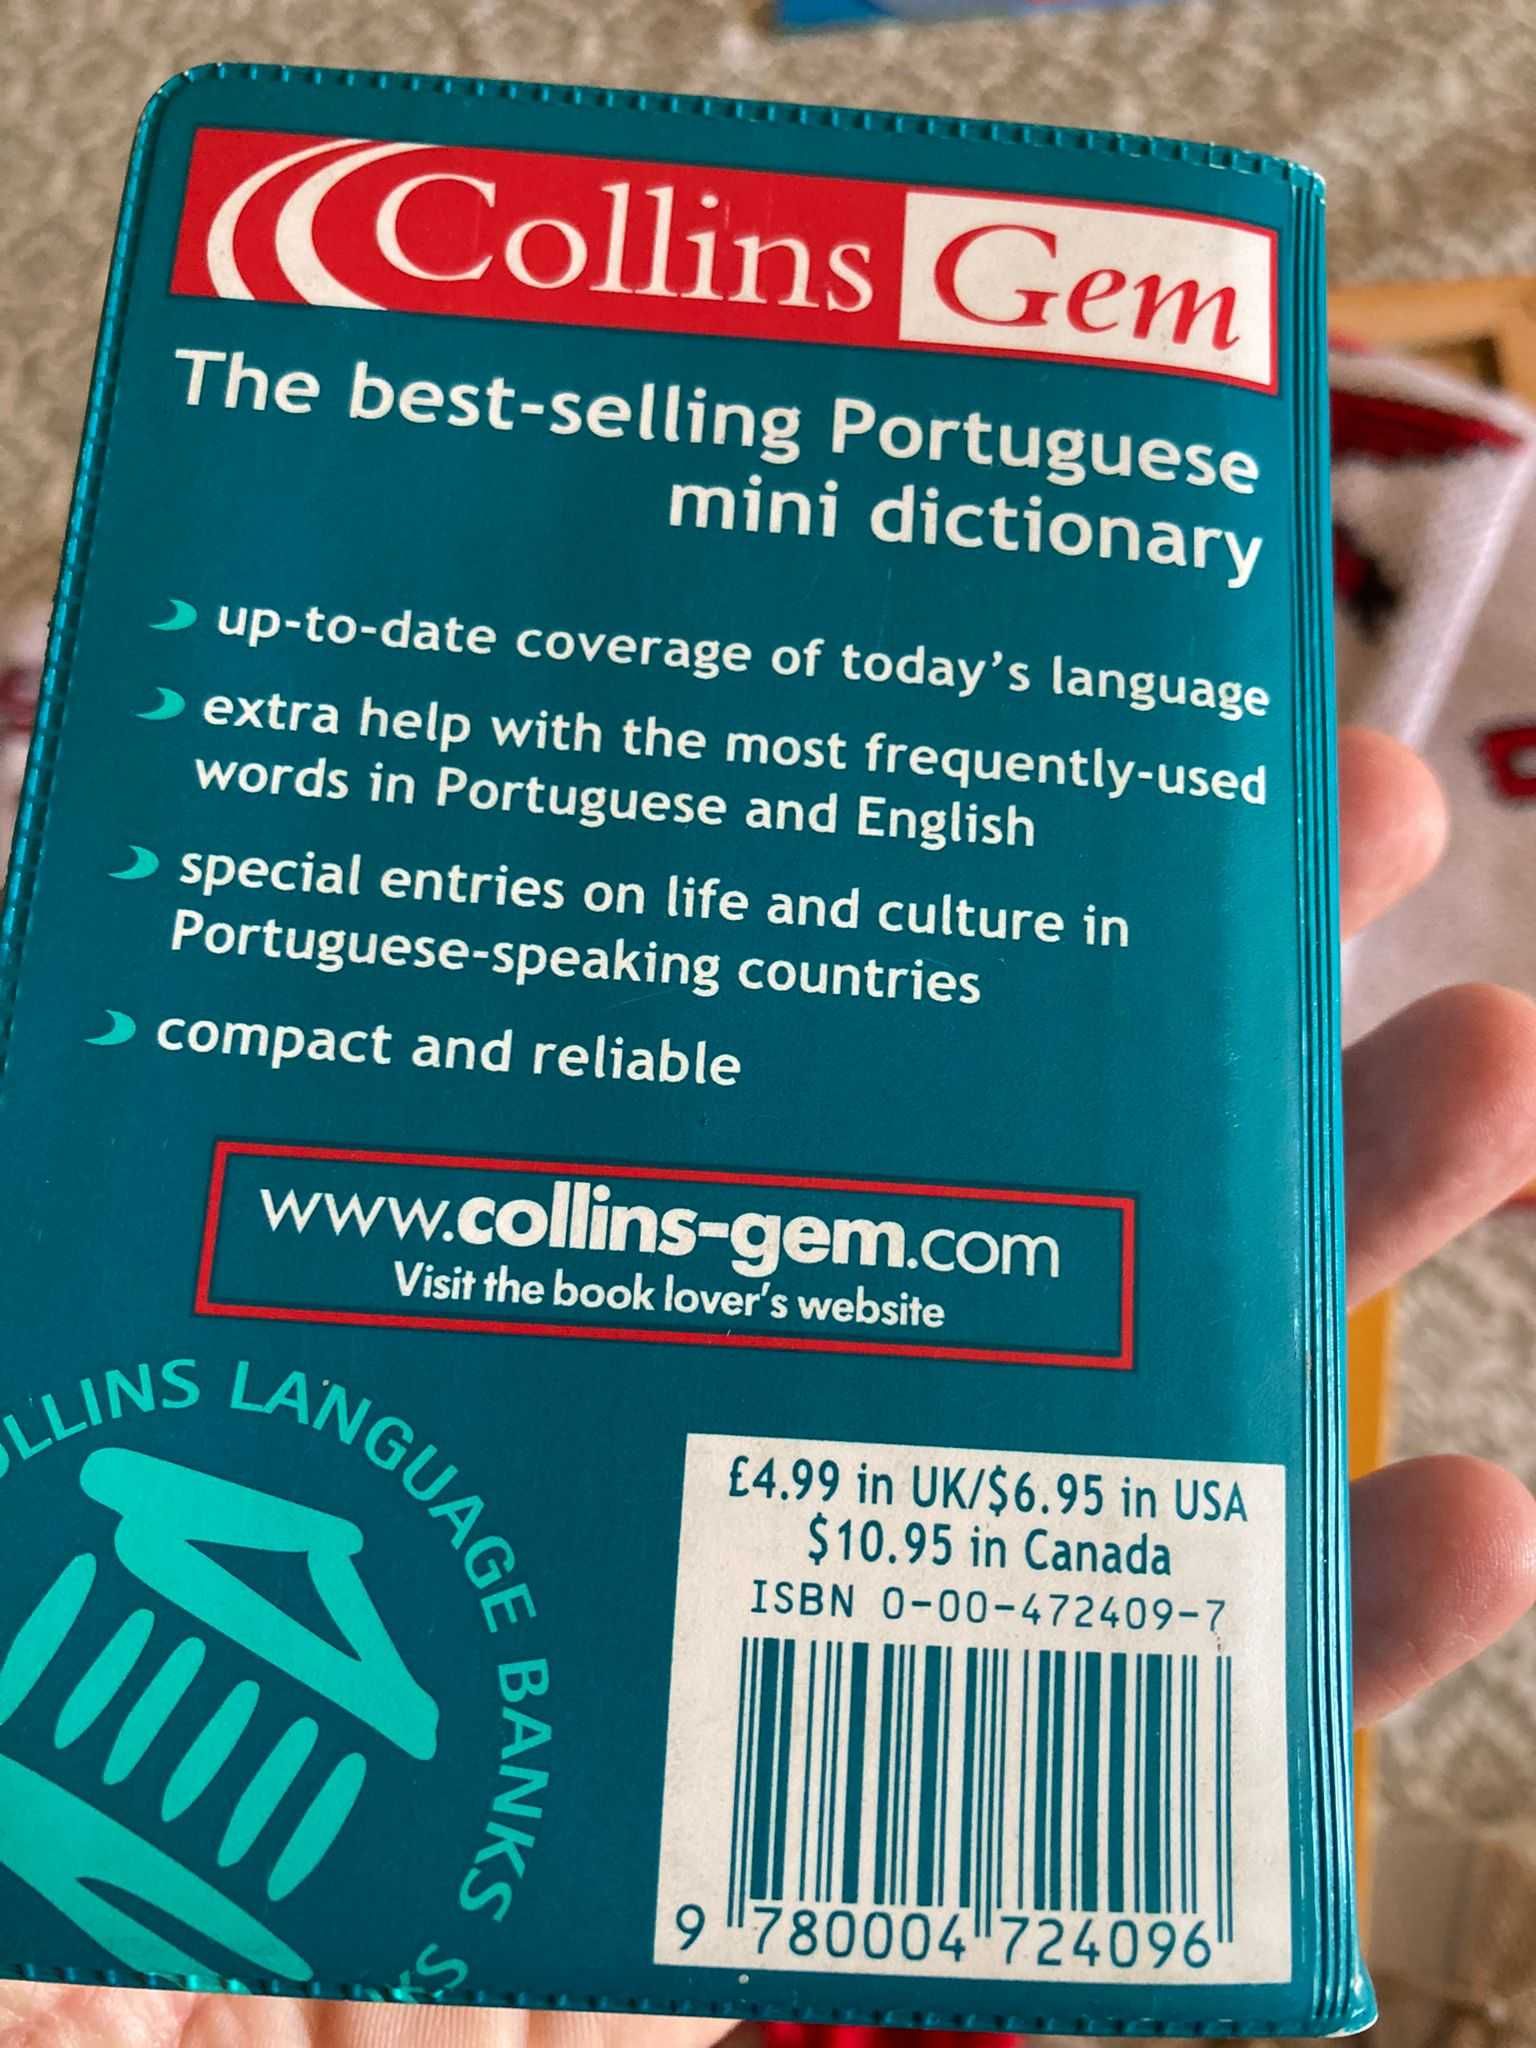 Collins Gem
The best-selling Portuguese
mini dictionary
up-to-date coverage of today's language
extra help with the most frequently-used
words in Portuguese and English
special entries on life and culture in
Portuguese-speaking countries
compact and reliable
www.collins-gem.com
Visit the book lover's website
LANGUAGE BANKS
£4.99 in UK/$6.95 in USA
$10.95 in Canada
ISBN 0-00-472409-7
9 780004 724096